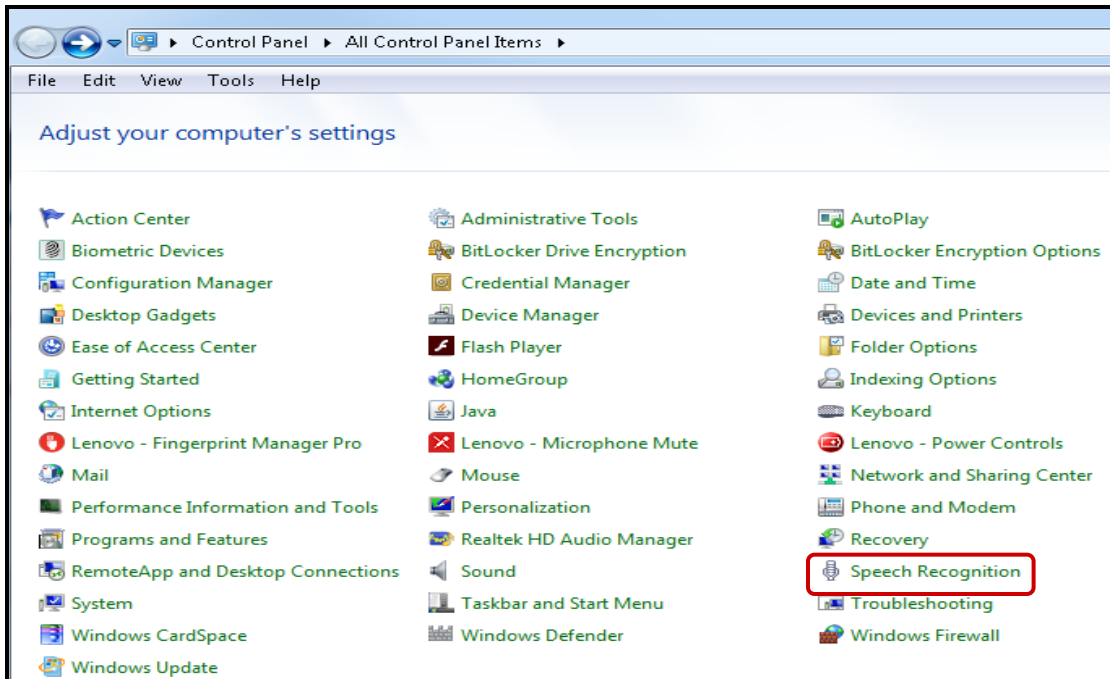 Control Panel All Control Panel Items
File Edit View Tools Help
Adjust your computer's settings
Action Center Administrative Tools AutoPlay
Biometric Devices BitLocker Drive Encryption BitLocker Encryption Options
Configuration Manager Credential Manager Date and Time
Desktop Gadgets Device Manager Devices and Printers
Ease of Access Center Flash Player Folder Options
Getting Started HomeGroup Indexing Options
Internet Options Java Keyboard
Lenovo - Fingerprint Manager Pro Lenovo - Microphone Mute Lenovo - Power Controls
Mail Mouse Network and Sharing Center
Performance Information and Tools Personalization Phone and Modem
Programs and Features Realtek HD Audio Manager Recovery
RemoteApp and Desktop Connections Sound Speech Recognition
System Taskbar and Start Menu Troubleshooting
Windows CardSpace Windows Defender Windows Firewall
Windows Update